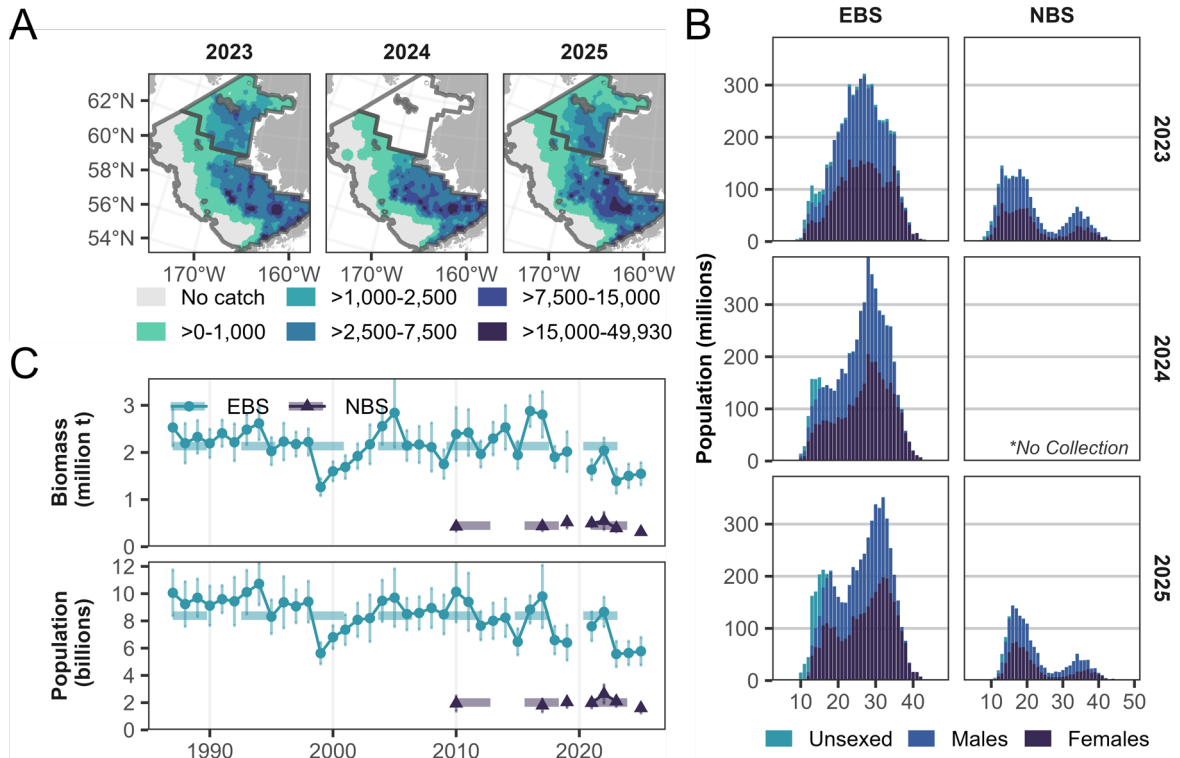 A
2023 2024 2025
62°N
60°N
58°N
56°N
54°N
170°W 160°W 170°W 160°W 170°W 160°W
No catch >1,000-2,500 >7,500-15,000
>0-1,000 >2,500-7,500 >15,000-49,930
B
EBS NBS
Population (millions)
300
200
100
0
2023
300
200
100
0
*No Collection
2024
300
200
100
0
2025
10 20 30 40 10 20 30 40 50
Unsexed Males Females
C
EBS NBS
Biomass
(million t)
3
2
1
0
Population
(billions)
12
10
8
6
4
2
0
1990 2000 2010 2020